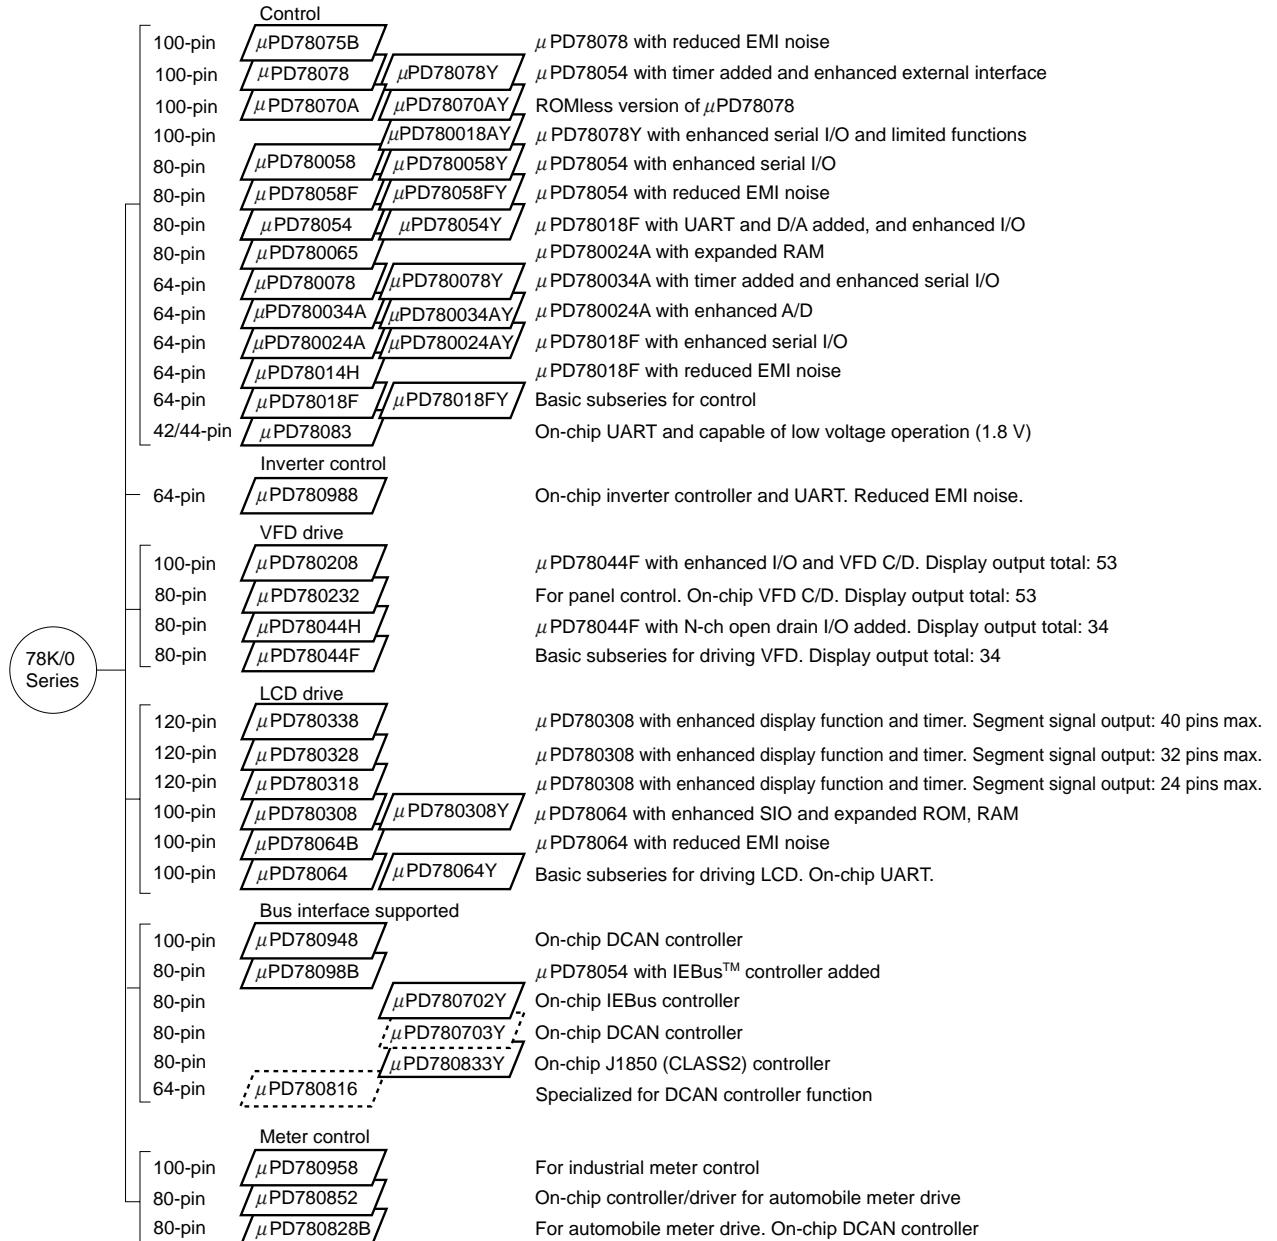 78K/0
Series
Control
100-pin μPD78075B μPD78078 with reduced EMI noise
100-pin μPD78078 μPD78078Y μPD78054 with timer added and enhanced external interface
100-pin μPD78070A μPD78070AY ROMless version of μPD78078
100-pin μPD780018AY μPD78078Y with enhanced serial I/O and limited functions
80-pin μPD780058 μPD780058Y μPD78054 with enhanced serial I/O
80-pin μPD78058F μPD78058FY μPD78054 with reduced EMI noise
80-pin μPD78054 μPD78054Y μPD78018F with UART and D/A added, and enhanced I/O
80-pin μPD780065 μPD780024A with expanded RAM
64-pin μPD780078 μPD780078Y μPD780034A with timer added and enhanced serial I/O
64-pin μPD780034A μPD780034AY μPD780024A with enhanced A/D
64-pin μPD780024A μPD780024AY μPD78018F with enhanced serial I/O
64-pin μPD78014H μPD78018F with reduced EMI noise
64-pin μPD78018F μPD78018FY Basic subseries for control
42/44-pin μPD78083 On-chip UART and capable of low voltage operation (1.8 V)
Inverter control
64-pin μPD780988 On-chip inverter controller and UART. Reduced EMI noise.
VFD drive
100-pin μPD780208 μPD78044F with enhanced I/O and VFD C/D. Display output total: 53
80-pin μPD780232 For panel control. On-chip VFD C/D. Display output total: 53
80-pin μPD78044H μPD78044F with N-ch open drain I/O added. Display output total: 34
80-pin μPD78044F Basic subseries for driving VFD. Display output total: 34
LCD drive
120-pin μPD780338 μPD780308 with enhanced display function and timer. Segment signal output: 40 pins max.
120-pin μPD780328 μPD780308 with enhanced display function and timer. Segment signal output: 32 pins max.
120-pin μPD780318 μPD780308 with enhanced display function and timer. Segment signal output: 24 pins max.
100-pin μPD780308 μPD780308Y μPD78064 with enhanced SIO and expanded ROM, RAM
100-pin μPD78064B μPD78064 with reduced EMI noise
100-pin μPD78064 μPD78064Y Basic subseries for driving LCD. On-chip UART.
Bus interface supported
100-pin μPD780948 On-chip DCAN controller
80-pin μPD78098B μPD78054 with IEBus™ controller added
80-pin μPD780702Y On-chip IEBus controller
80-pin μPD780703Y On-chip DCAN controller
80-pin μPD780833Y On-chip J1850 (CLASS2) controller
64-pin μPD780816 Specialized for DCAN controller function
Meter control
100-pin μPD780958 For industrial meter control
80-pin μPD780852 On-chip controller/driver for automobile meter drive
80-pin μPD780828B For automobile meter drive. On-chip DCAN controller